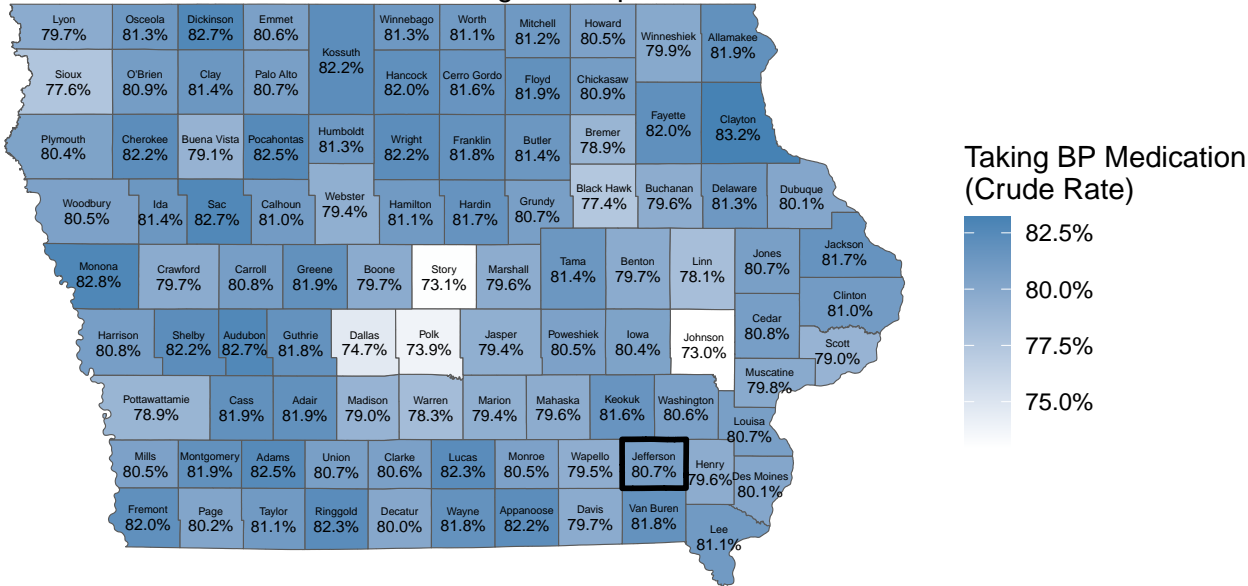 Lyon
79.7%
Osceola
81.3%
Dickinson
82.7%
Emmet
80.6%
Kossuth
82.2%
Winnebago
81.3%
Worth
81.1%
Mitchell
81.2%
Howard
80.5%
Winneshiek
79.9%
Allamakee
81.9%
Sioux
77.6%
O'Brien
80.9%
Clay
81.4%
Palo Alto
80.7%
Hancock
82.0%
Cerro Gordo
81.6%
Floyd
81.9%
Chickasaw
80.9%
Fayette
82.0%
Clayton
83.2%
Plymouth
80.4%
Cherokee
82.2%
Buena Vista
79.1%
Pocahontas
82.5%
Humboldt
81.3%
Wright
82.2%
Franklin
81.8%
Butler
81.4%
Bremer
78.9%
Woodbury
80.5%
Ida
81.4%
Sac
82.7%
Calhoun
81.0%
Webster
79.4%
Hamilton
81.1%
Hardin
81.7%
Grundy
80.7%
Black Hawk
77.4%
Buchanan
79.6%
Delaware
81.3%
Dubuque
80.1%
Monona
82.8%
Crawford
79.7%
Carroll
80.8%
Greene
81.9%
Boone
79.7%
Story
73.1%
Marshall
79.6%
Tama
81.4%
Benton
79.7%
Linn
78.1%
Jones
80.7%
Jackson
81.7%
Clinton
81.0%
Harrison
80.8%
Shelby
82.2%
Audubon
82.7%
Guthrie
81.8%
Dallas
74.7%
Polk
73.9%
Jasper
79.4%
Poweshiek
80.5%
Iowa
80.4%
Johnson
73.0%
Cedar
80.8%
Scott
79.0%
Muscatine
79.8%
Pottawattamie
78.9%
Cass
81.9%
Adair
81.9%
Madison
79.0%
Warren
78.3%
Marion
79.4%
Mahaska
79.6%
Keokuk
81.6%
Washington
80.6%
Louisa
80.7%
Mills
80.5%
Montgomery
81.9%
Adams
82.5%
Union
80.7%
Clarke
80.6%
Lucas
82.3%
Monroe
80.5%
Wapello
79.5%
Jefferson
80.7%
Henry
79.6%
Des Moines
80.1%
Fremont
82.0%
Page
80.2%
Taylor
81.1%
Ringgold
82.3%
Decatur
80.0%
Wayne
81.8%
Appanoose
82.2%
Davis
79.7%
Van Buren
81.8%
Lee
81.1%
Taking BP Medication
(Crude Rate)
82.5%
80.0%
77.5%
75.0%